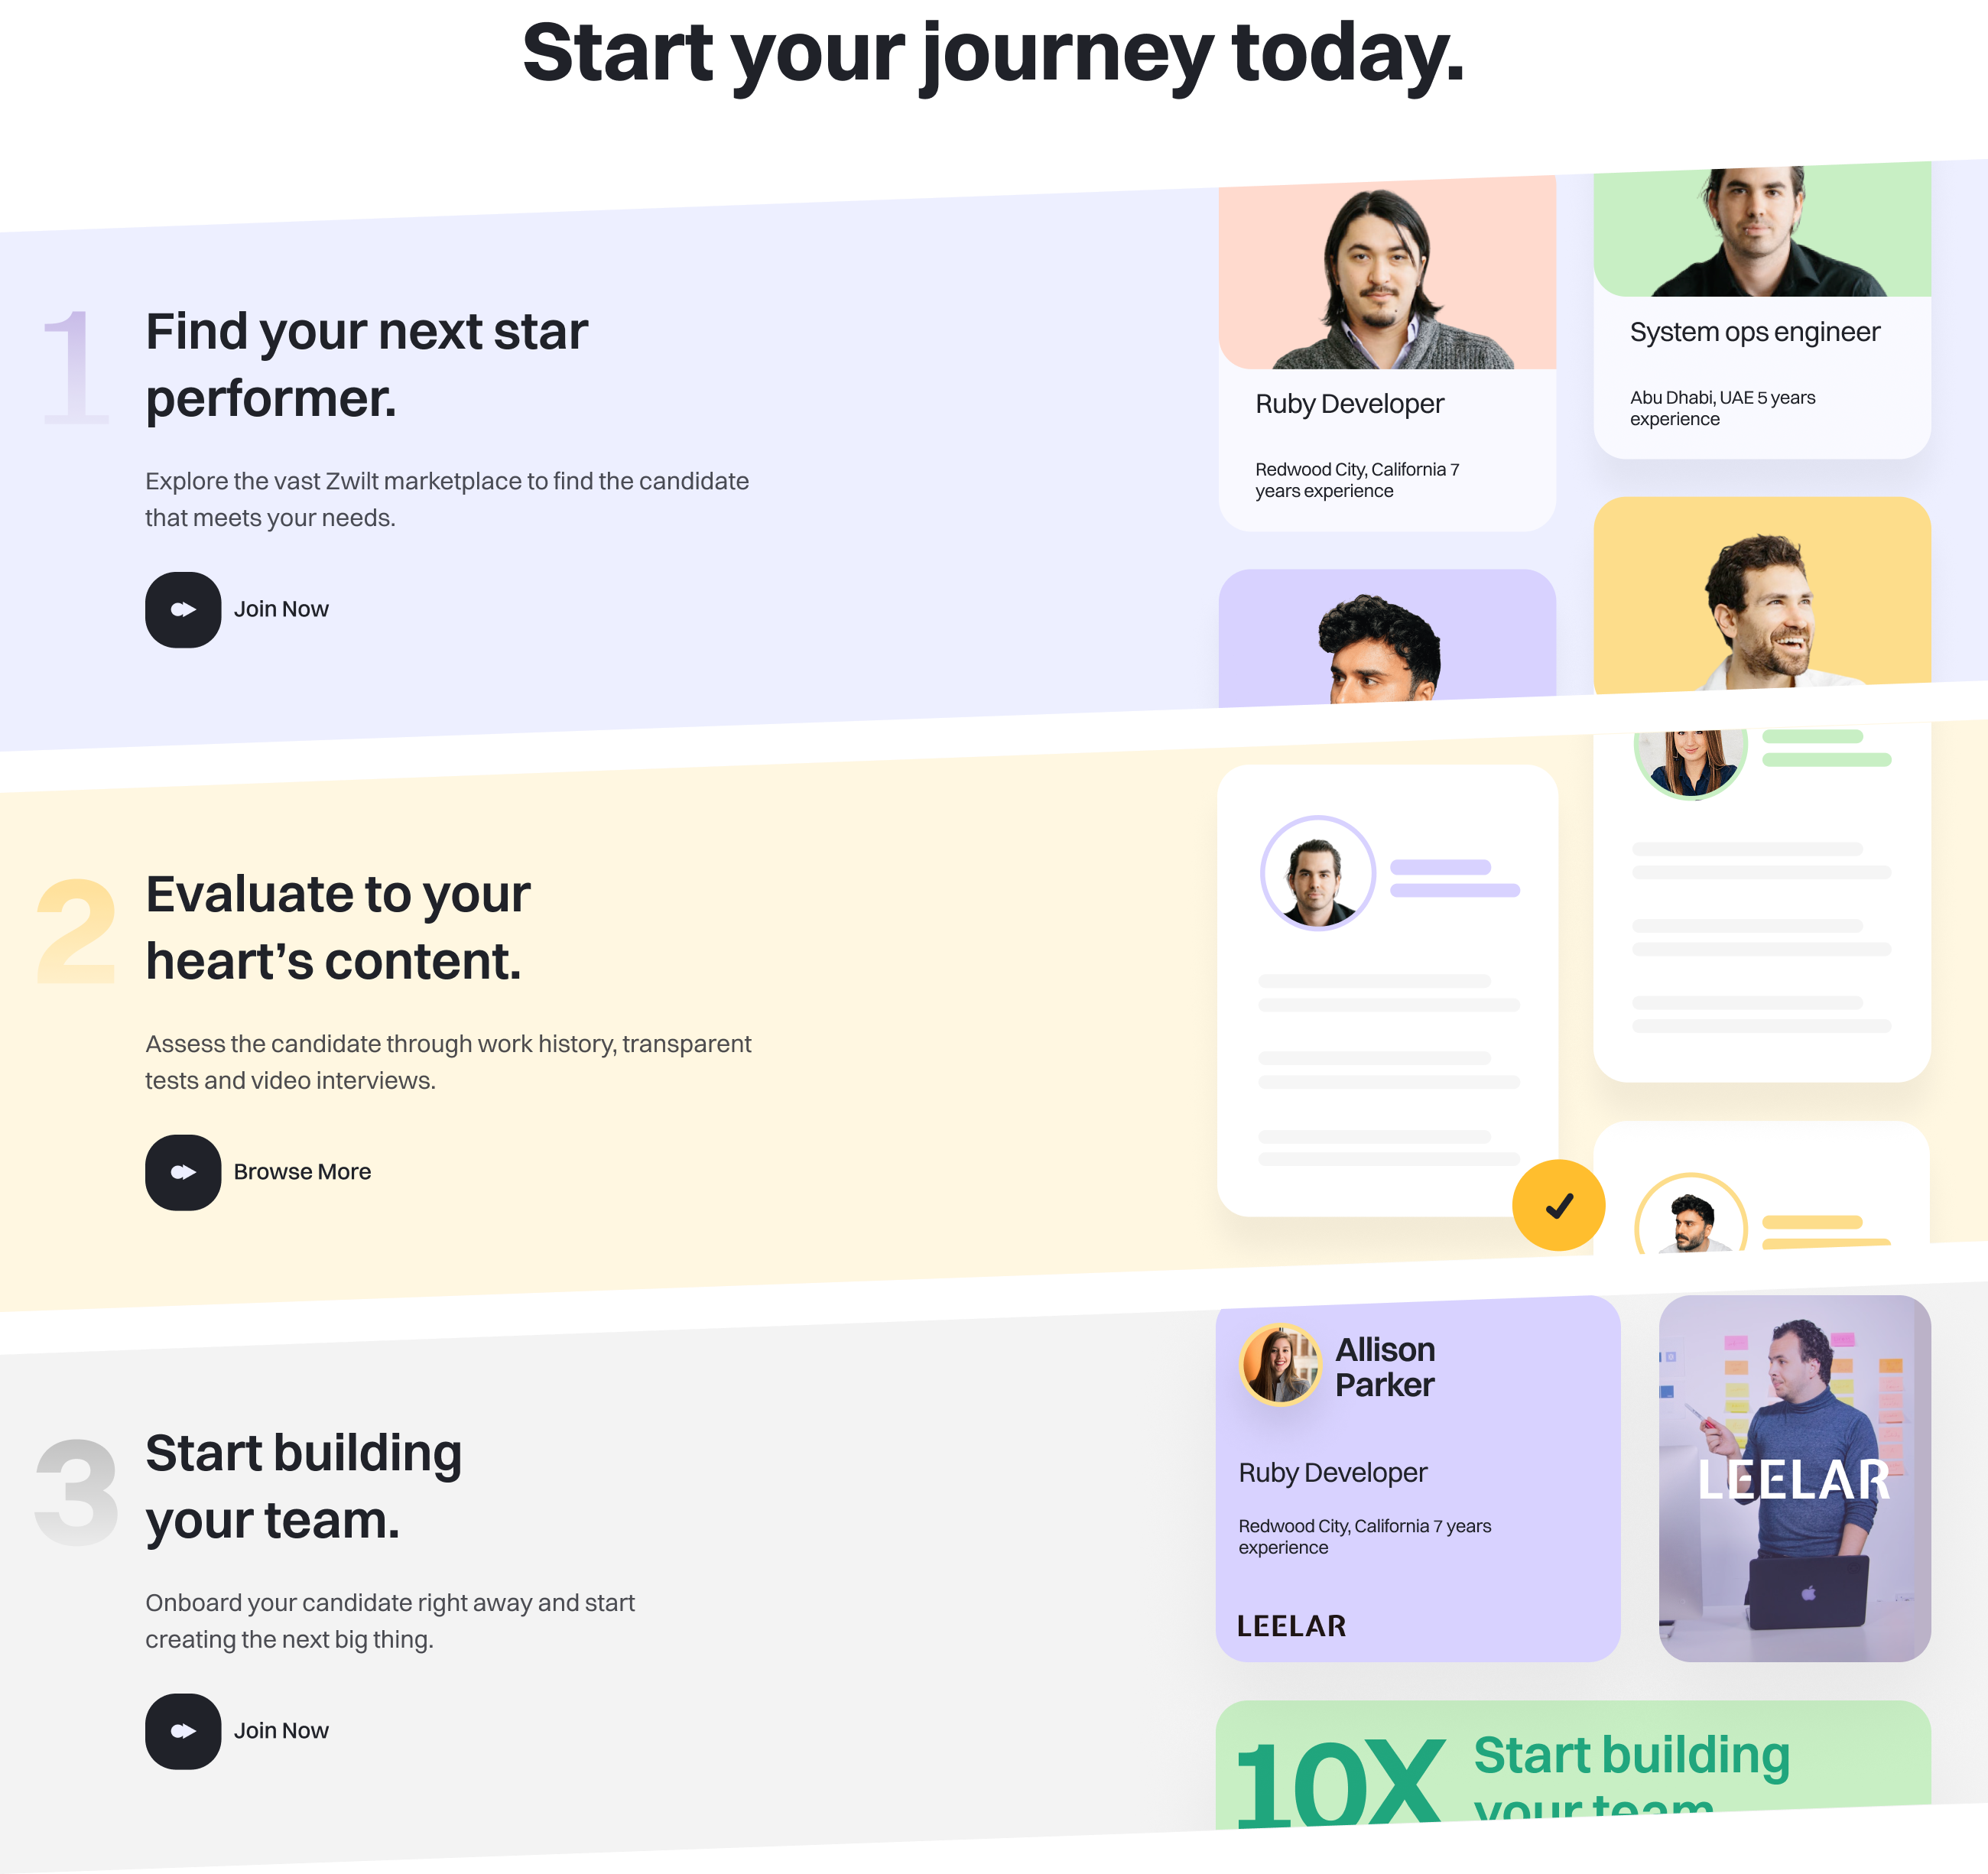 Start your journey today.
1
Find your next star
performer.
Explore the vast Zwilt marketplace to find the candidate
that meets your needs.
Join Now
Ruby Developer
Redwood City, California 7
years experience
System ops engineer
Abu Dhabi, UAE 5 years
experience
2
Evaluate to your
heart’s content.
Assess the candidate through work history, transparent
tests and video interviews.
Browse More
3
Start building
your team.
Onboard your candidate right away and start
creating the next big thing.
Join Now
Allison
Parker
Ruby Developer
Redwood City, California 7 years
experience
LEELAR
LEELAR
10X
Start building
your team